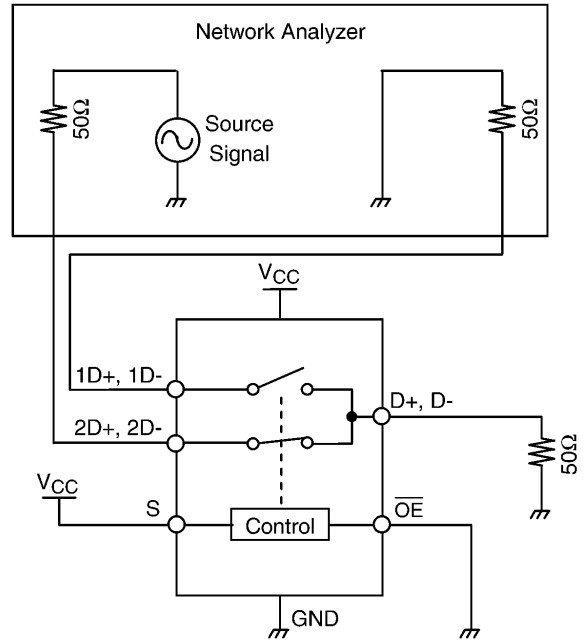 Network Analyzer
50Ω
Source
Signal
50Ω
VCC
1D+, 1D-
D+, D-
2D+, 2D-
50Ω
VCC
S
OE
Control
GND